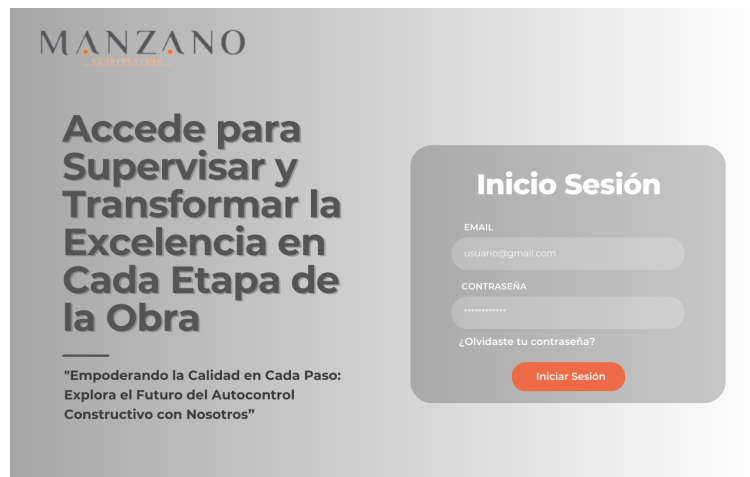 MANZANO
Accede para
Supervisar y
Transformar la
Excelencia en
Cada Etapa de
la Obra
"Empoderando la Calidad en Cada Paso:
Explora el Futuro del Autocontrol
Constructivo con Nosotros”
Inicio Sesión
EMAIL
usuario@gmail.com
CONTRASEÑA
************
¿Olvidaste tu contraseña?
Iniciar Sesión